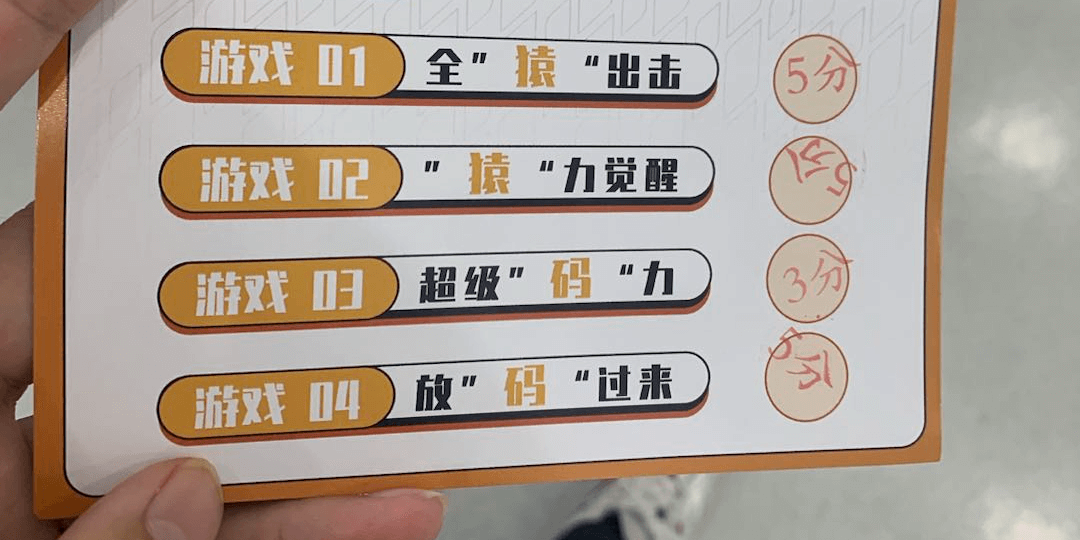 游戏 01 全”猿“出击 5分
游戏 02 ”猿“力觉醒 5分
游戏 03 超级”码“力 3分
游戏 04 放”码“过来 5分